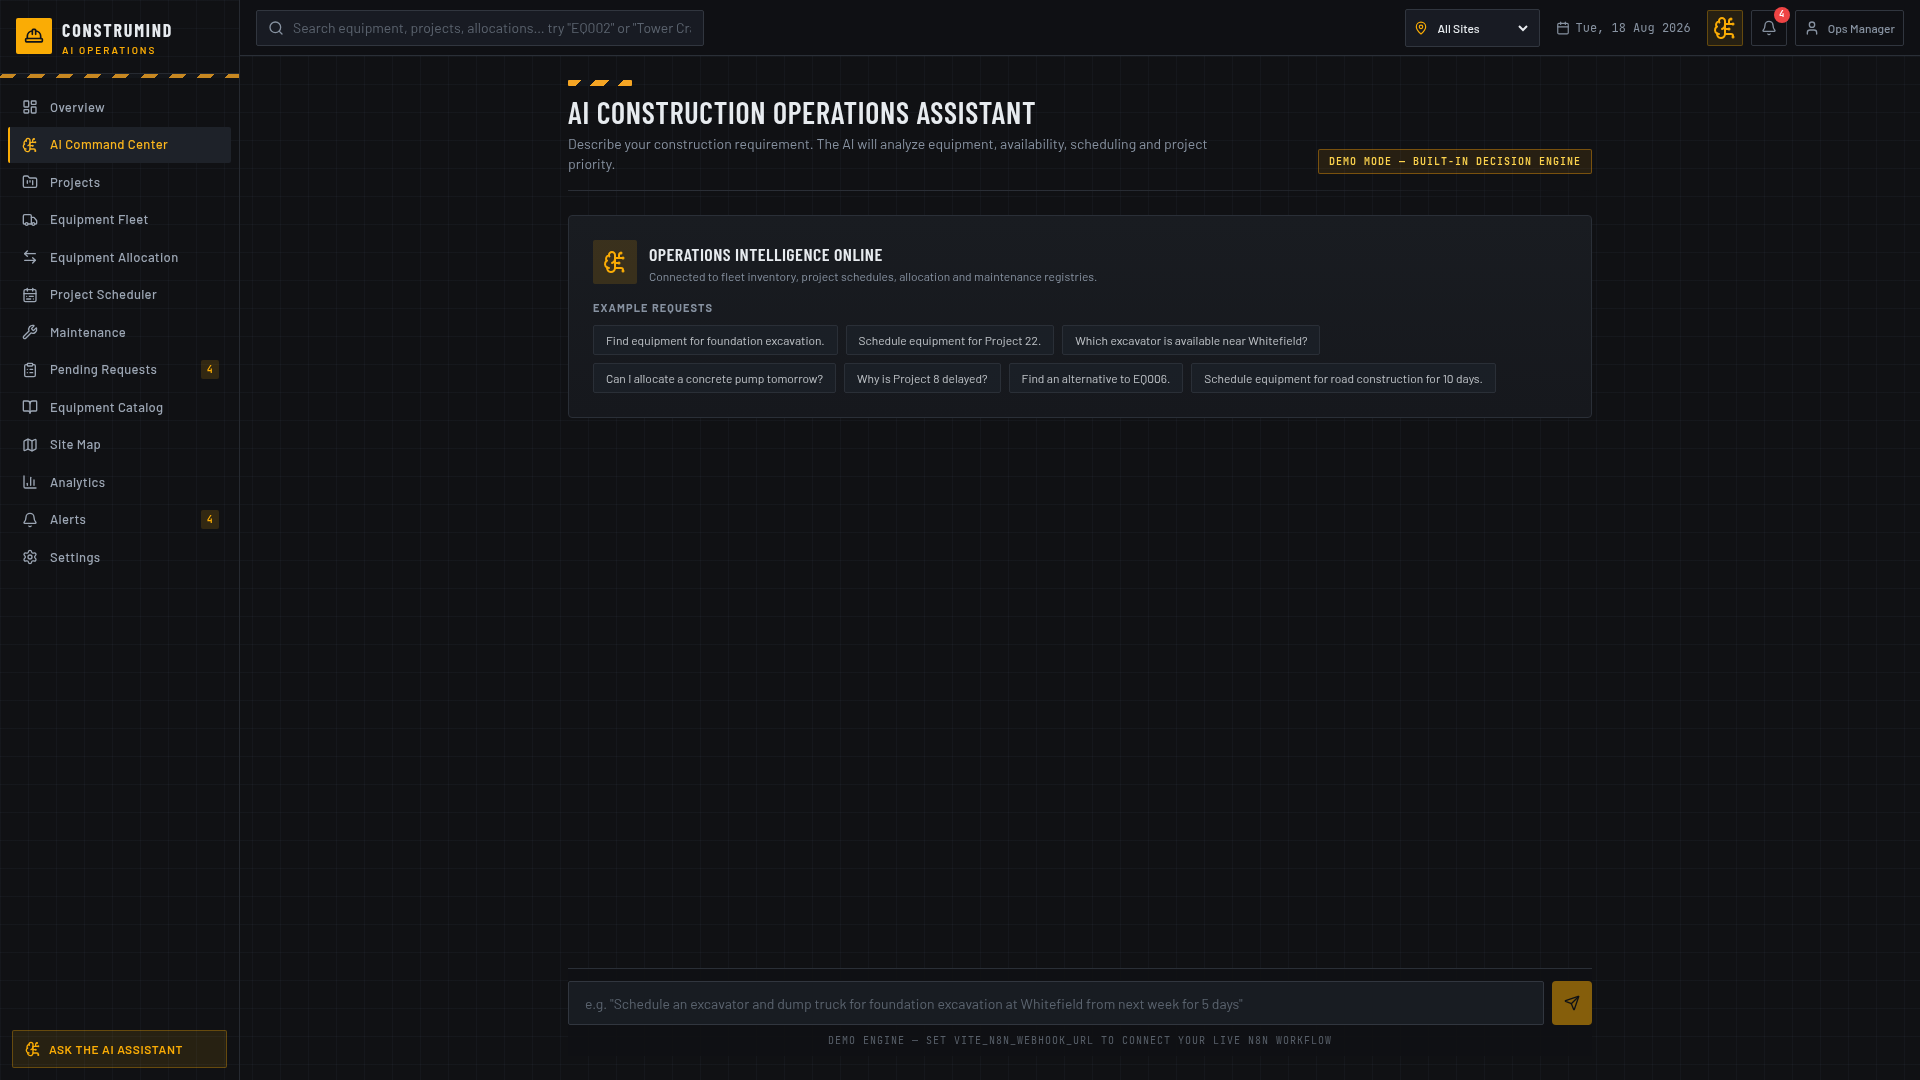 CONSTRUMIND
AI OPERATIONS
Search equipment, projects, allocations... try "EQ002" or "Tower Cr
All Sites
Tue, 18 Aug 2026
4
Ops Manager
Overview
AI Command Center
Projects
Equipment Fleet
Equipment Allocation
Project Scheduler
Maintenance
Pending Requests 4
Equipment Catalog
Site Map
Analytics
Alerts 4
Settings
ASK THE AI ASSISTANT
AI CONSTRUCTION OPERATIONS ASSISTANT
Describe your construction requirement. The AI will analyze equipment, availability, scheduling and project
priority.
DEMO MODE — BUILT-IN DECISION ENGINE
OPERATIONS INTELLIGENCE ONLINE
Connected to fleet inventory, project schedules, allocation and maintenance registries.
EXAMPLE REQUESTS
Find equipment for foundation excavation.
Schedule equipment for Project 22.
Which excavator is available near Whitefield?
Can I allocate a concrete pump tomorrow?
Why is Project 8 delayed?
Find an alternative to EQ006.
Schedule equipment for road construction for 10 days.
e.g. "Schedule an excavator and dump truck for foundation excavation at Whitefield from next week for 5 days"
DEMO ENGINE — SET VITE_N8N_WEBHOOK_URL TO CONNECT YOUR LIVE N8N WORKFLOW